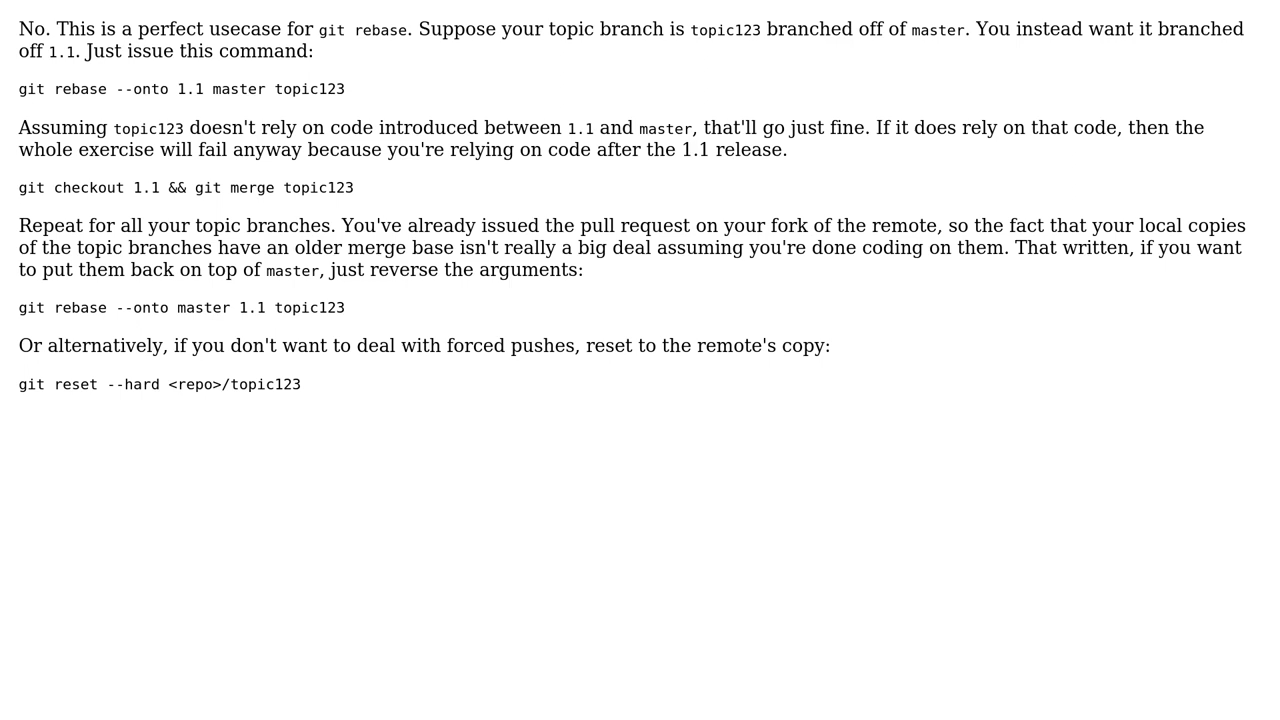 No. This is a perfect usecase for git rebase. Suppose your topic branch is topic123 branched off of master. You instead want it branched
off 1.1. Just issue this command:
git rebase --onto 1.1 master topic123
Assuming topic123 doesn't rely on code introduced between 1.1 and master, that'll go just fine. If it does rely on that code, then the
whole exercise will fail anyway because you're relying on code after the 1.1 release.
git checkout 1.1 && git merge topic123
Repeat for all your topic branches. You've already issued the pull request on your fork of the remote, so the fact that your local copies
of the topic branches have an older merge base isn't really a big deal assuming you're done coding on them. That written, if you want
to put them back on top of master, just reverse the arguments:
git rebase --onto master 1.1 topic123
Or alternatively, if you don't want to deal with forced pushes, reset to the remote's copy:
git reset --hard <repo>/topic123